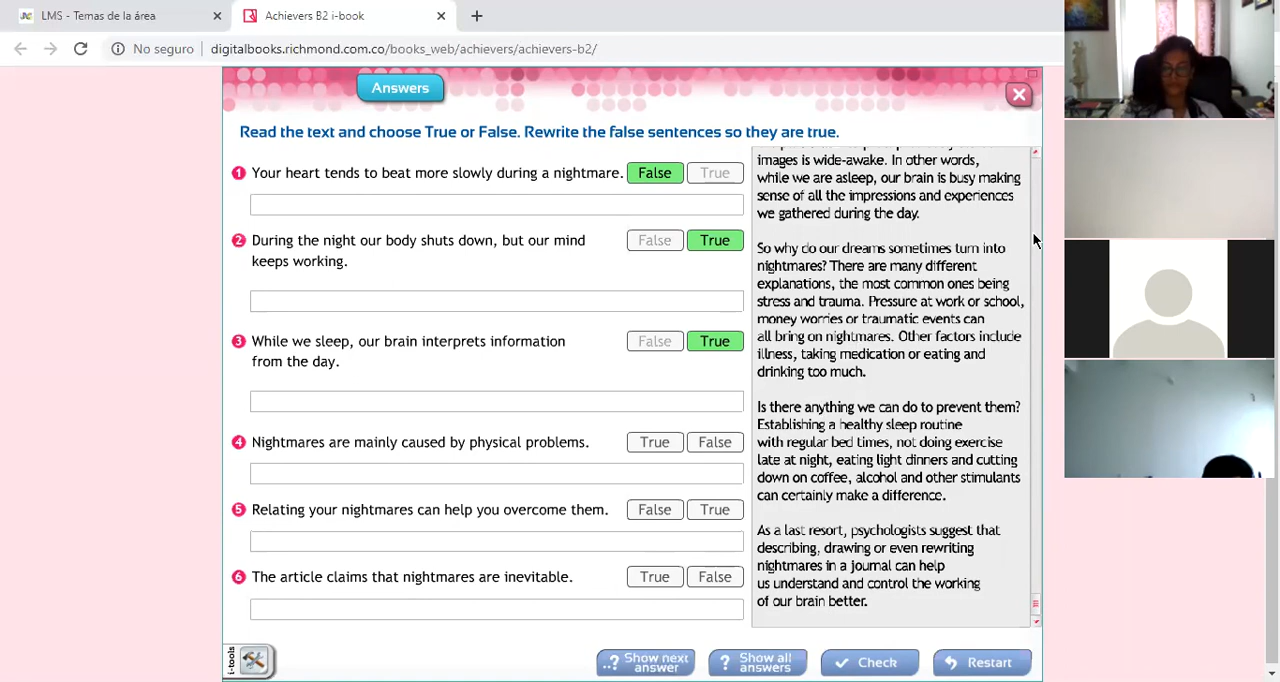 LMS - Temas de la área
Achievers B2 i-book
No seguro
digitalbooks.richmond.com.co/books_web/achievers/achievers-b2/
Answers
Read the text and choose True or False. Rewrite the false sentences so they are true.
1 Your heart tends to beat more slowly during a nightmare. False True
2 During the night our body shuts down, but our mind False True
keeps working.
3 While we sleep, our brain interprets information False True
from the day.
4 Nightmares are mainly caused by physical problems. True False
5 Relating your nightmares can help you overcome them. False True
6 The article claims that nightmares are inevitable. True False
images is wide-awake. In other words,
while we are asleep, our brain is busy making
sense of all the impressions and experiences
we gathered during the day.
So why do our dreams sometimes turn into
nightmares? There are many different
explanations, the most common ones being
stress and trauma. Pressure at work or school,
money worries or traumatic events can
all bring on nightmares. Other factors include
illness, taking medication or eating and
drinking too much.
Is there anything we can do to prevent them?
Establishing a healthy sleep routine
with regular bed times, not doing exercise
late at night, eating light dinners and cutting
down on coffee, alcohol and other stimulants
can certainly make a difference.
As a last resort, psychologists suggest that
describing, drawing or even rewriting
nightmares in a journal can help
us understand and control the working
of our brain better.
i-tools
..? Show next
answer
? Show all
answers
Check
Restart